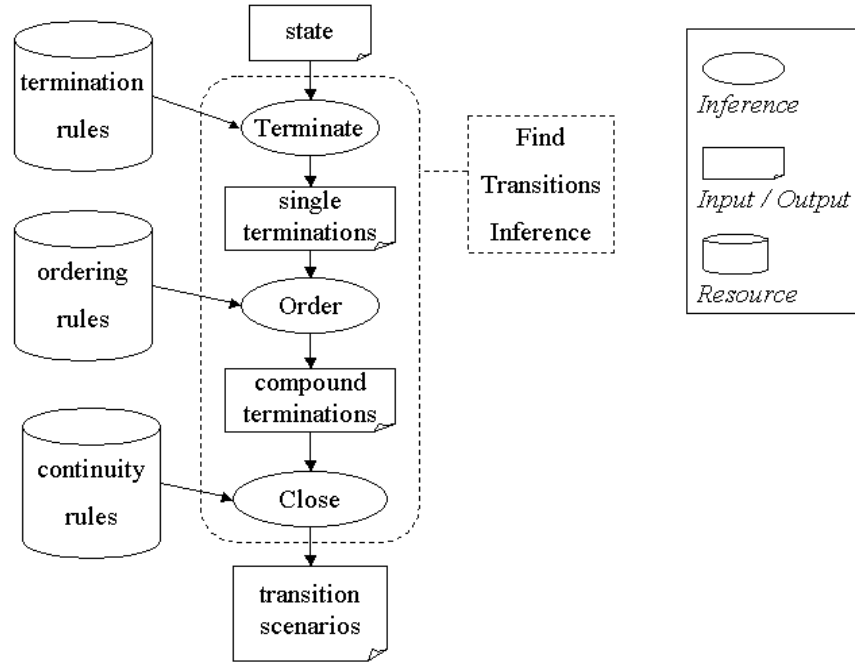 state
termination
rules
Terminate
single
terminations
Find
Transitions
Inference
ordering
rules
Order
compound
terminations
continuity
rules
Close
transition
scenarios
Inference
Input / Output
Resource